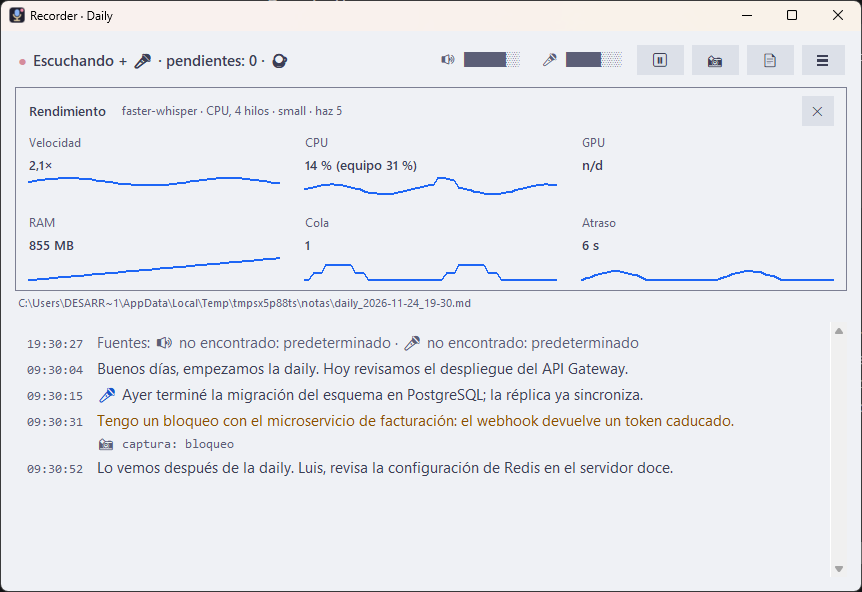 Recorder · Daily
Escuchando + · pendientes: 0 ·
Rendimiento faster-whisper · CPU, 4 hilos · small · haz 5
Velocidad CPU GPU
2,1× 14 % (equipo 31 %) n/d
RAM Cola Atraso
855 MB 1 6 s
C:\Users\DESARR~1\AppData\Local\Temp\tmpsx5p88ts\notas\daily_2026-11-24_19-30.md
19:30:27 Fuentes: no encontrado: predeterminado · no encontrado: predeterminado
09:30:04 Buenos días, empezamos la daily. Hoy revisamos el despliegue del API Gateway.
09:30:15 Ayer terminé la migración del esquema en PostgreSQL; la réplica ya sincroniza.
09:30:31 Tengo un bloqueo con el microservicio de facturación: el webhook devuelve un token caducado.
captura: bloqueo
09:30:52 Lo vemos después de la daily. Luis, revisa la configuración de Redis en el servidor doce.